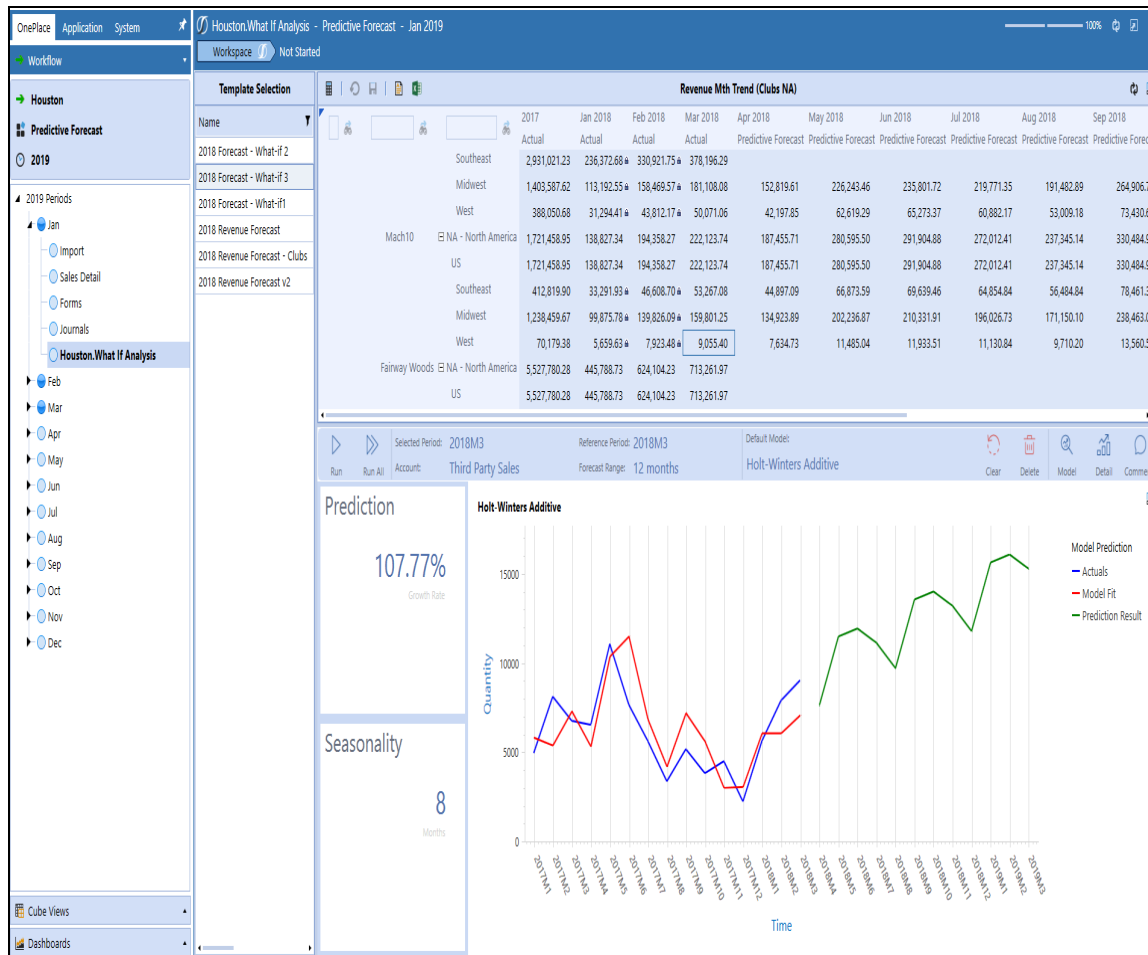 OnePlace Application System
Houston.What If Analysis - Predictive Forecast - Jan 2019
100%
Workflow
Workspace Not Started
Houston
Predictive Forecast
2019
2019 Periods
Jan
Import
Sales Detail
Forms
Journals
Houston.What If Analysis
Feb
Mar
Apr
May
Jun
Jul
Aug
Sep
Oct
Nov
Dec
Cube Views
Dashboards
Template Selection
Name
2018 Forecast - What-if 2
2018 Forecast - What-if 3
2018 Forecast - What-if1
2018 Revenue Forecast
2018 Revenue Forecast - Clubs
2018 Revenue Forecast v2
Revenue Mth Trend (Clubs NA)
2017 Jan 2018 Feb 2018 Mar 2018 Apr 2018 May 2018 Jun 2018 Jul 2018 Aug 2018 Sep 2018
Actual Actual Actual Actual Predictive Forecast Predictive Forecast Predictive Forecast Predictive Forecast Predictive Forecast Predictive Forec
Southeast 2,931,021.23 236,372.68 330,921.75 378,196.29
Midwest 1,403,587.62 113,192.55 158,469.57 181,108.08 152,819.61 226,243.46 235,801.72 219,771.35 191,482.89 264,906.7
West 388,050.68 31,294.41 43,812.17 50,071.06 42,197.85 62,619.29 65,273.37 60,882.17 53,009.18 73,430.6
Mach10 NA - North America 1,721,458.95 138,827.34 194,358.27 222,123.74 187,455.71 280,595.50 291,904.88 272,012.41 237,345.14 330,484.9
US 1,721,458.95 138,827.34 194,358.27 222,123.74 187,455.71 280,595.50 291,904.88 272,012.41 237,345.14 330,484.9
Southeast 412,819.90 33,291.93 46,608.70 53,267.08 44,897.09 66,873.59 69,639.46 64,854.84 56,484.84 78,461.3
Midwest 1,238,459.67 99,875.78 139,826.09 159,801.25 134,923.89 202,236.87 210,331.91 196,026.73 171,150.10 238,463.0
West 70,179.38 5,659.63 7,923.48 9,055.40 7,634.73 11,485.04 11,933.51 11,130.84 9,710.20 13,560.5
Fairway Woods NA - North America 5,527,780.28 445,788.73 624,104.23 713,261.97
US 5,527,780.28 445,788.73 624,104.23 713,261.97
Run Run All
Selected Period: 2018M3 Reference Period: 2018M3 Default Model:
Account: Third Party Sales Forecast Range: 12 months Holt-Winters Additive
Clear Delete Model Detail Comme
Prediction
107.77%
Growth Rate
Seasonality
8
Months
Holt-Winters Additive
Quantity
15000
10000
5000
0
2017M1 2017M2 2017M3 2017M4 2017M5 2017M6 2017M7 2017M8 2017M9 2017M10 2017M11 2017M12 2018M1 2018M2 2018M3 2018M4 2018M5 2018M6 2018M7 2018M8 2018M9 2018M10 2018M11 2018M12 2019M1 2019M2 2019M3
Time
Model Prediction
Actuals
Model Fit
Prediction Result